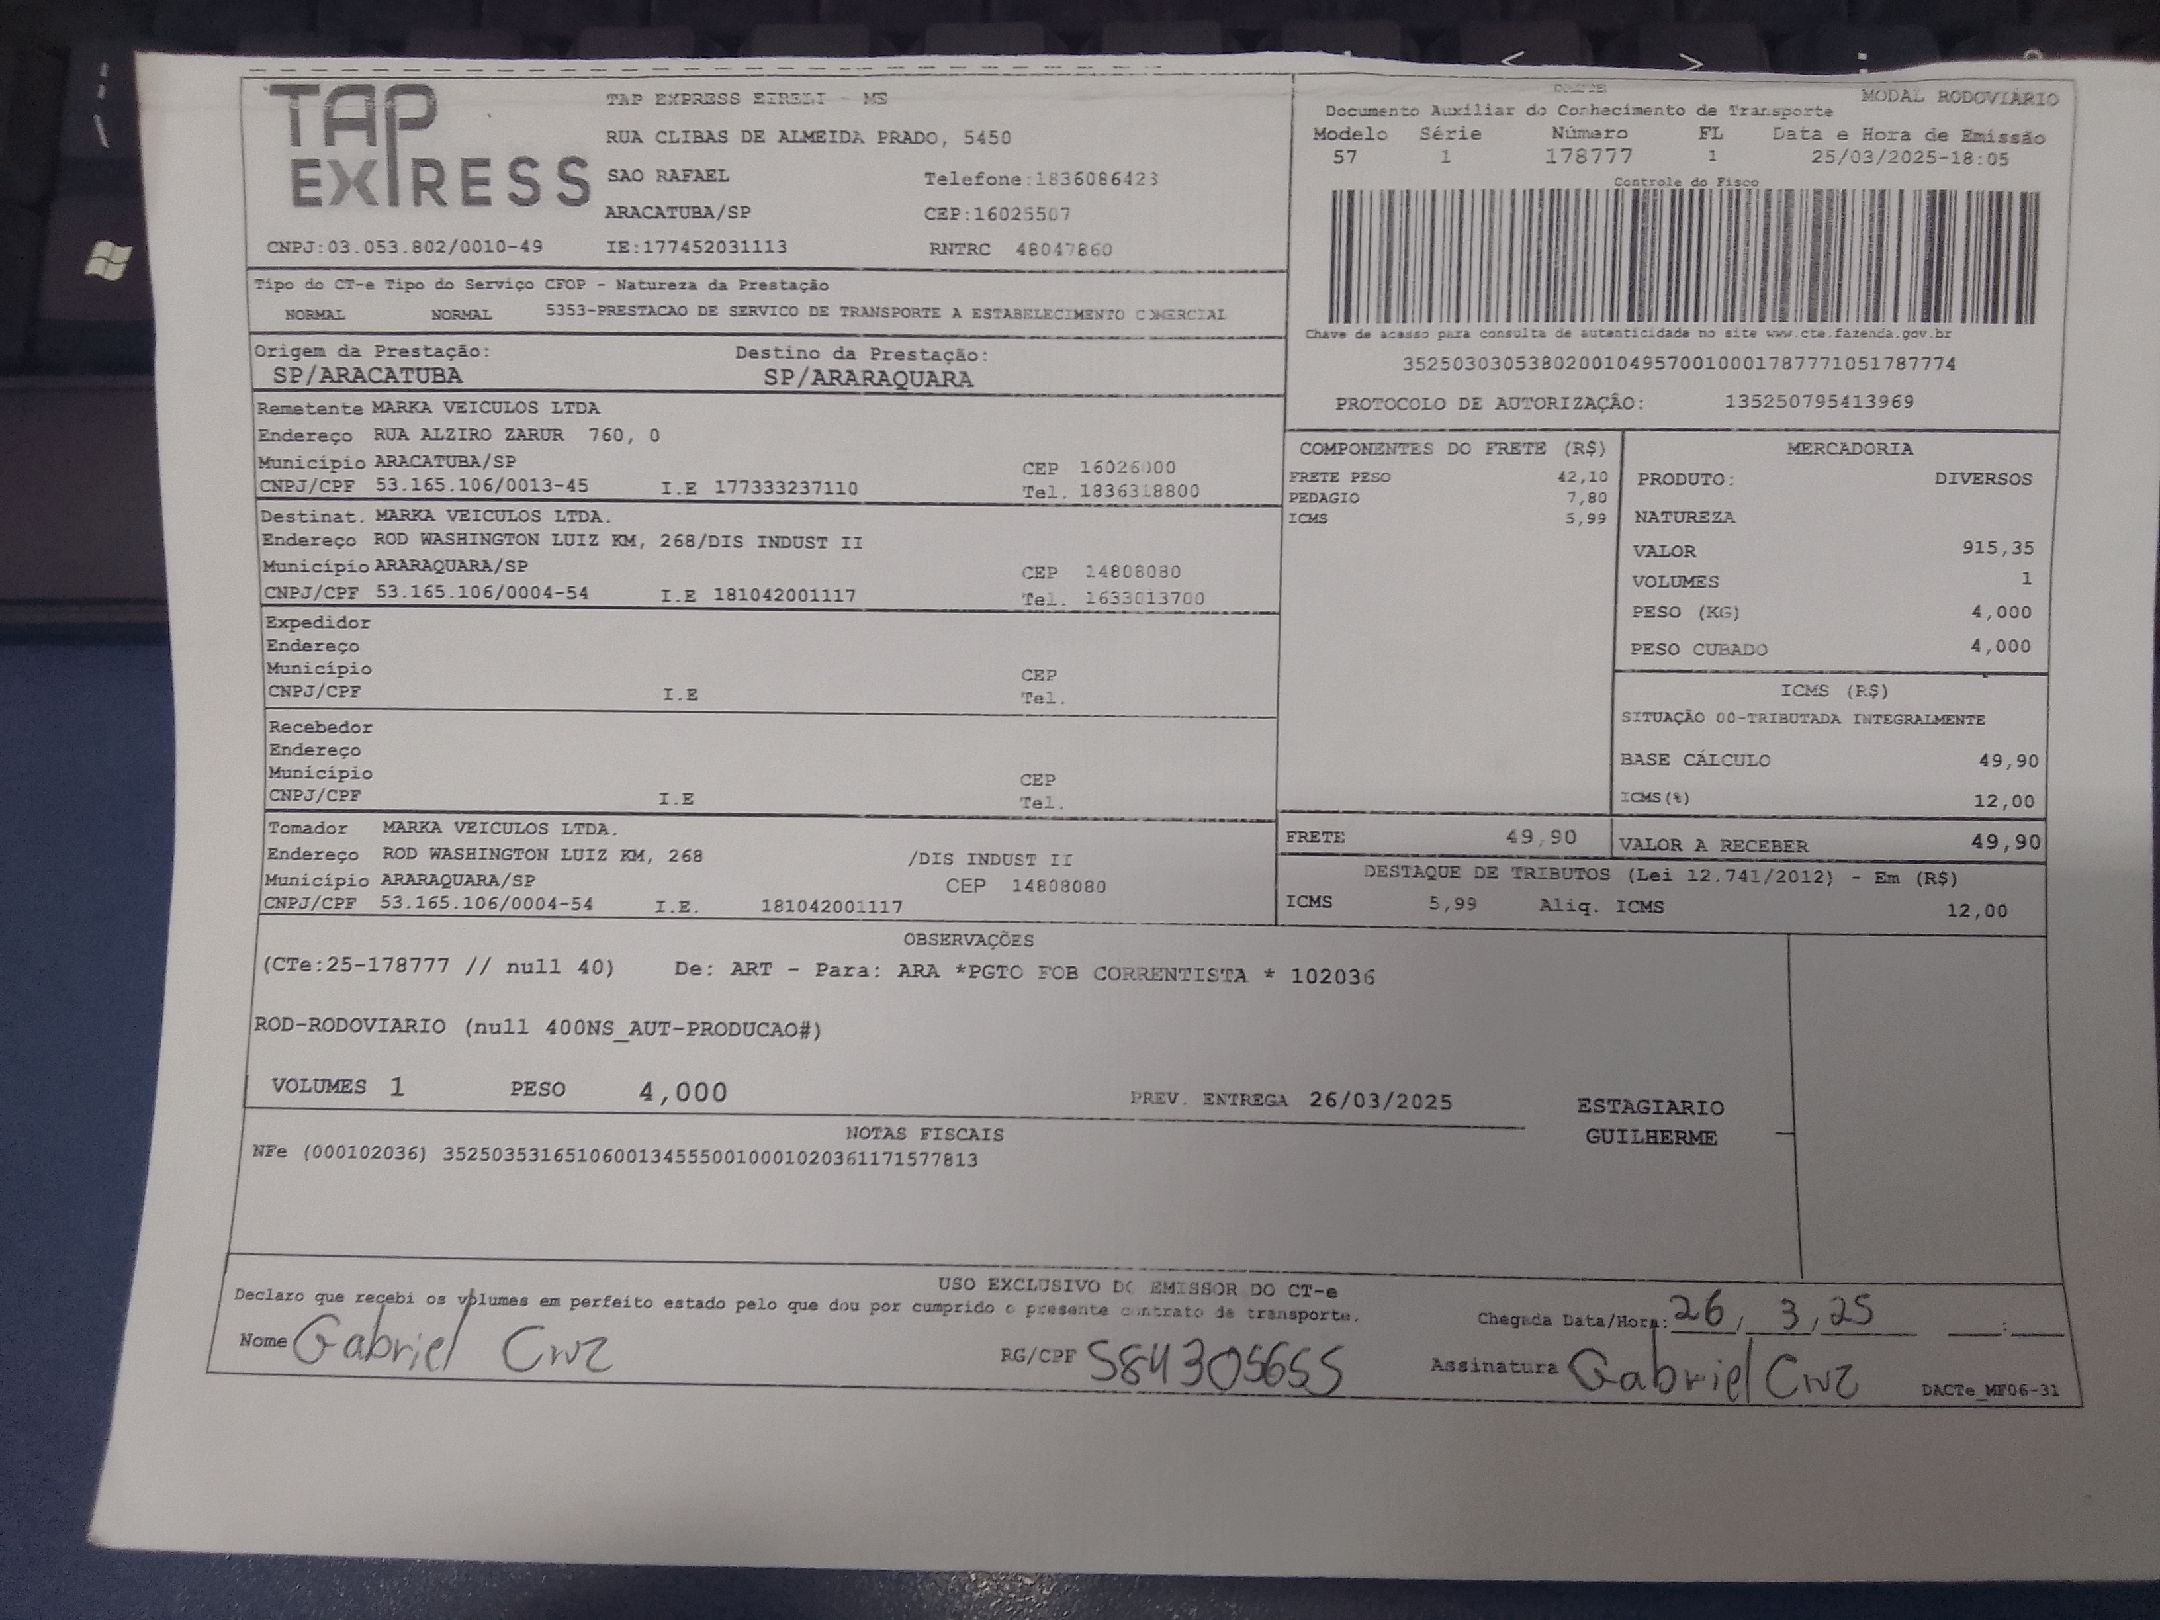 TAP EXPRESS
TAP EXPRESS EIRELI - ME
RUA CLIBAS DE ALMEIDA PRADO, 5450
SAO RAFAEL Telefone:1836086423
ARACATUBA/SP CEP:16025507
CNPJ:03.053.802/0010-49 IE:177452031113 RNTRC 48047860
DACTE MODAL RODOVIÁRIO
Documento Auxiliar do Conhecimento de Transporte
Modelo Série Número FL Data e Hora de Emissão
57 1 178777 1 25/03/2025-18:05
Controle do Fisco
Chave de acesso para consulta de autenticidade no site www.cte.fazenda.gov.br
35250303053802001049570010001787771051787774
PROTOCOLO DE AUTORIZAÇÃO: 135250795413969
Tipo do CT-e Tipo do Serviço CFOP - Natureza da Prestação
NORMAL NORMAL 5353-PRESTACAO DE SERVICO DE TRANSPORTE A ESTABELECIMENTO COMERCIAL
Origem da Prestação: Destino da Prestação:
SP/ARACATUBA SP/ARARAQUARA
Remetente MARKA VEICULOS LTDA
Endereço RUA ALZIRO ZARUR 760, 0
Município ARACATUBA/SP CEP 16026000
CNPJ/CPF 53.165.106/0013-45 I.E 177333237110 Tel. 1836318800
Destinat. MARKA VEICULOS LTDA.
Endereço ROD WASHINGTON LUIZ KM, 268/DIS INDUST II
Município ARARAQUARA/SP CEP 14808080
CNPJ/CPF 53.165.106/0004-54 I.E 181042001117 Tel. 1633013700
Expedidor
Endereço
Município CEP
CNPJ/CPF I.E Tel.
Recebedor
Endereço
Município CEP
CNPJ/CPF I.E Tel.
Tomador MARKA VEICULOS LTDA.
Endereço ROD WASHINGTON LUIZ KM, 268 /DIS INDUST II
Município ARARAQUARA/SP CEP 14808080
CNPJ/CPF 53.165.106/0004-54 I.E. 181042001117
COMPONENTES DO FRETE (R$)
FRETE PESO 42,10
PEDAGIO 7,80
ICMS 5,99
MERCADORIA
PRODUTO: DIVERSOS
NATUREZA
VALOR 915,35
VOLUMES 1
PESO (KG) 4,000
PESO CUBADO 4,000
ICMS (R$)
SITUAÇÃO 00-TRIBUTADA INTEGRALMENTE
BASE CÁLCULO 49,90
ICMS(%) 12,00
FRETE 49,90 VALOR A RECEBER 49,90
DESTAQUE DE TRIBUTOS (Lei 12.741/2012) - Em (R$)
ICMS 5,99 Aliq. ICMS 12,00
OBSERVAÇÕES
(CTe:25-178777 // null 40) De: ART - Para: ARA *PGTO FOB CORRENTISTA * 102036
ROD-RODOVIARIO (null 400NS_AUT-PRODUCAO#)
VOLUMES 1 PESO 4,000 PREV. ENTREGA 26/03/2025
ESTAGIARIO
GUILHERME
NOTAS FISCAIS
NFe (000102036) 35250353165106001345550010001020361171577813
USO EXCLUSIVO DO EMISSOR DO CT-e
Declaro que recebi os volumes em perfeito estado pelo que dou por cumprido o presente contrato de transporte.
Chegada Data/Hora: 26/ 3 /25 __:__
Nome Gabriel Cruz RG/CPF 584305655 Assinatura Gabriel Cruz DACTe_MF06-31